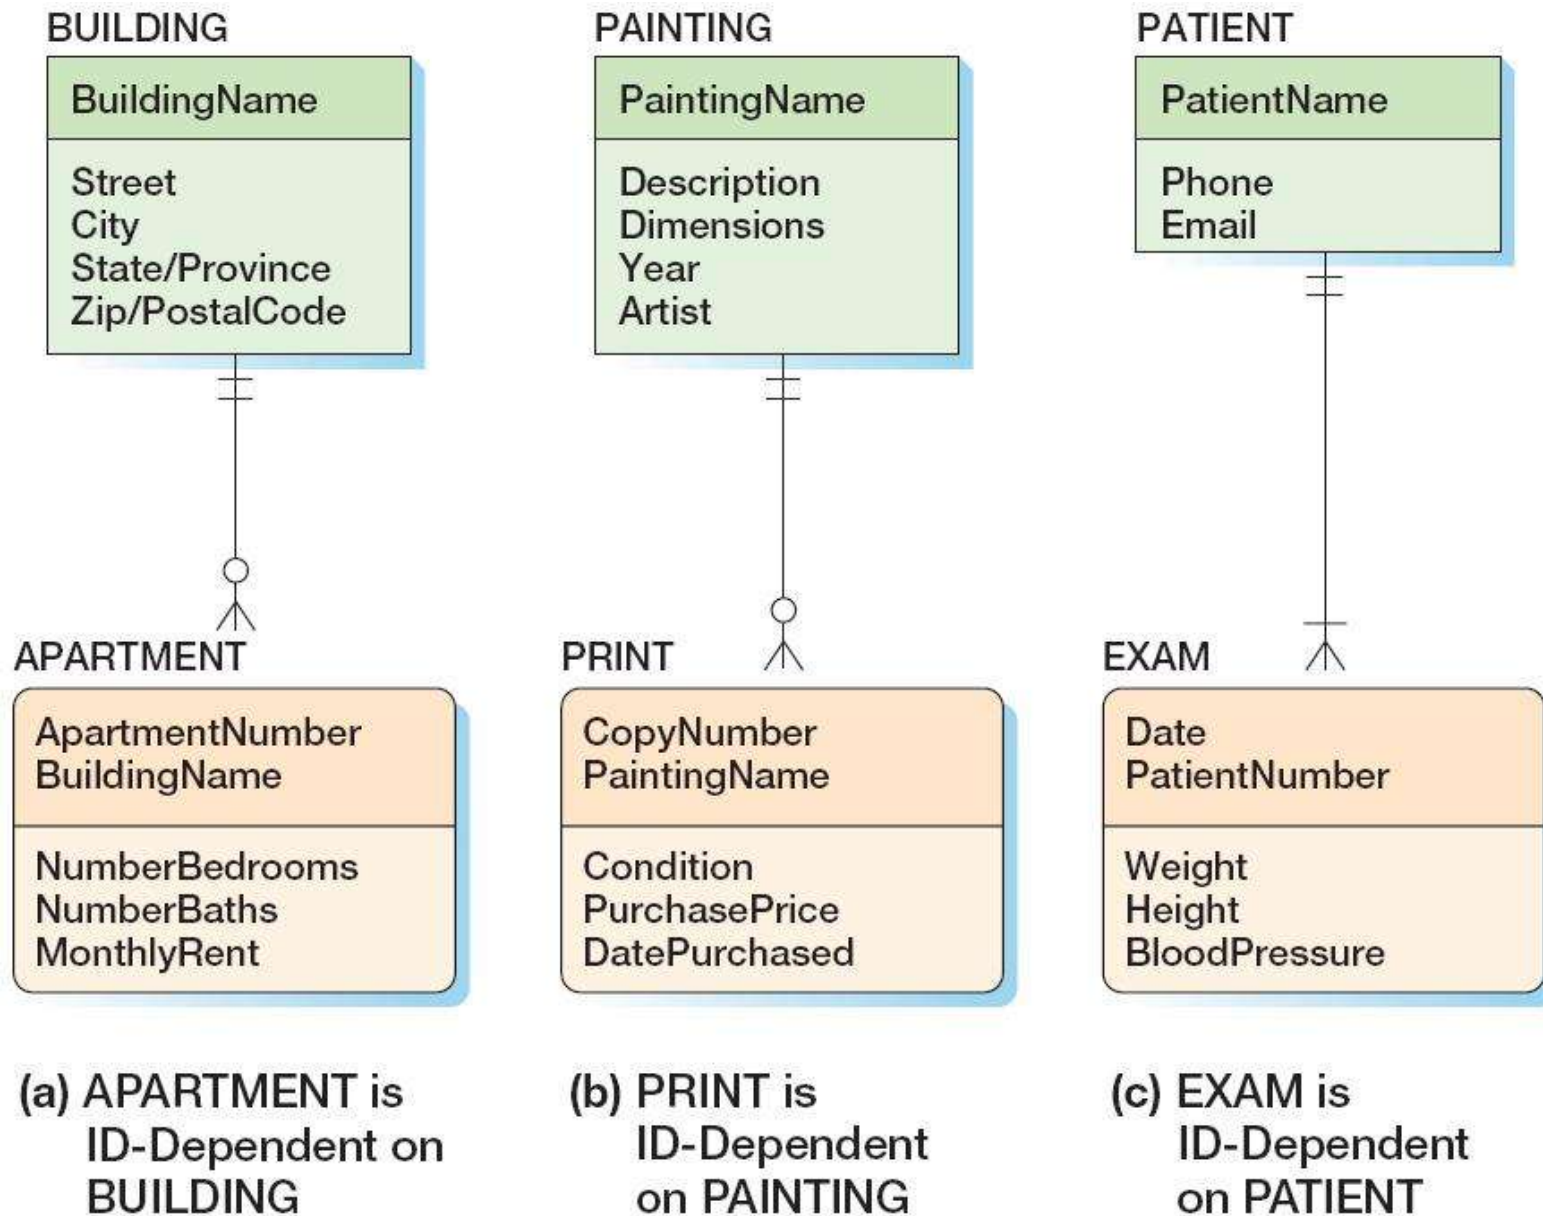 BUILDING
BuildingName
Street
City
State/Province
Zip/PostalCode
APARTMENT
ApartmentNumber
BuildingName
NumberBedrooms
NumberBaths
MonthlyRent
(a) APARTMENT is
ID-Dependent on
BUILDING
PAINTING
PaintingName
Description
Dimensions
Year
Artist
PRINT
CopyNumber
PaintingName
Condition
PurchasePrice
DatePurchased
(b) PRINT is
ID-Dependent
on PAINTING
PATIENT
PatientName
Phone
Email
EXAM
Date
PatientNumber
Weight
Height
BloodPressure
(c) EXAM is
ID-Dependent
on PATIENT